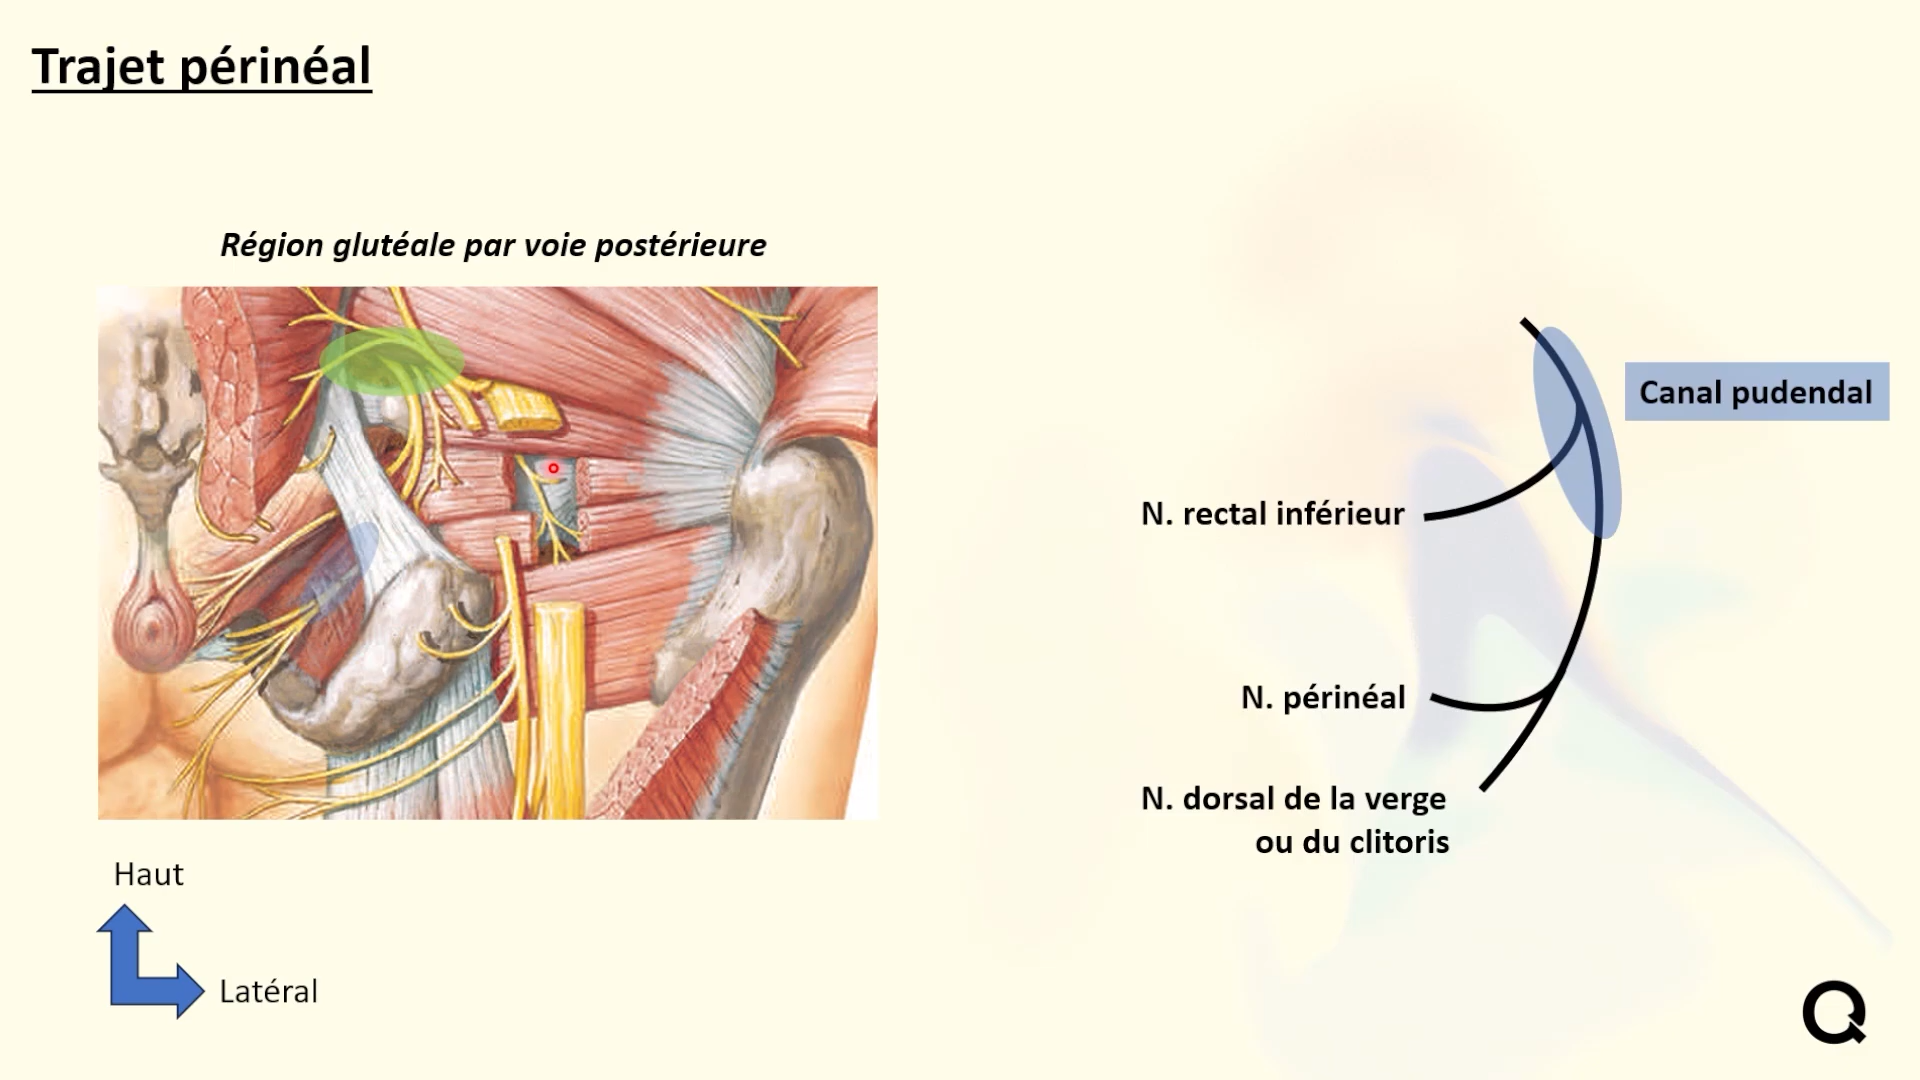 Trajet périnéal
Région glutéale par voie postérieure
Canal pudendal
N. rectal inférieur
N. périnéal
N. dorsal de la verge
ou du clitoris
Haut
Latéral